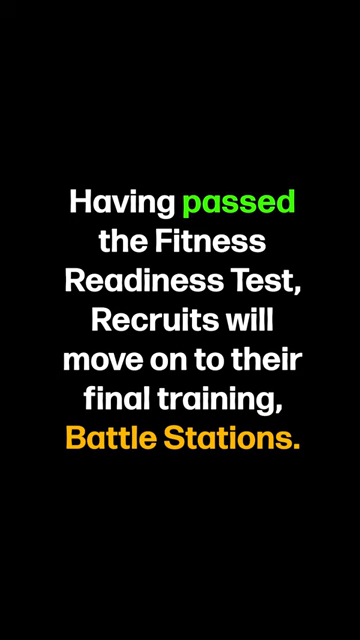 Having passed
the Fitness
Readiness Test,
Recruits will
move on to their
final training,
Battle Stations.